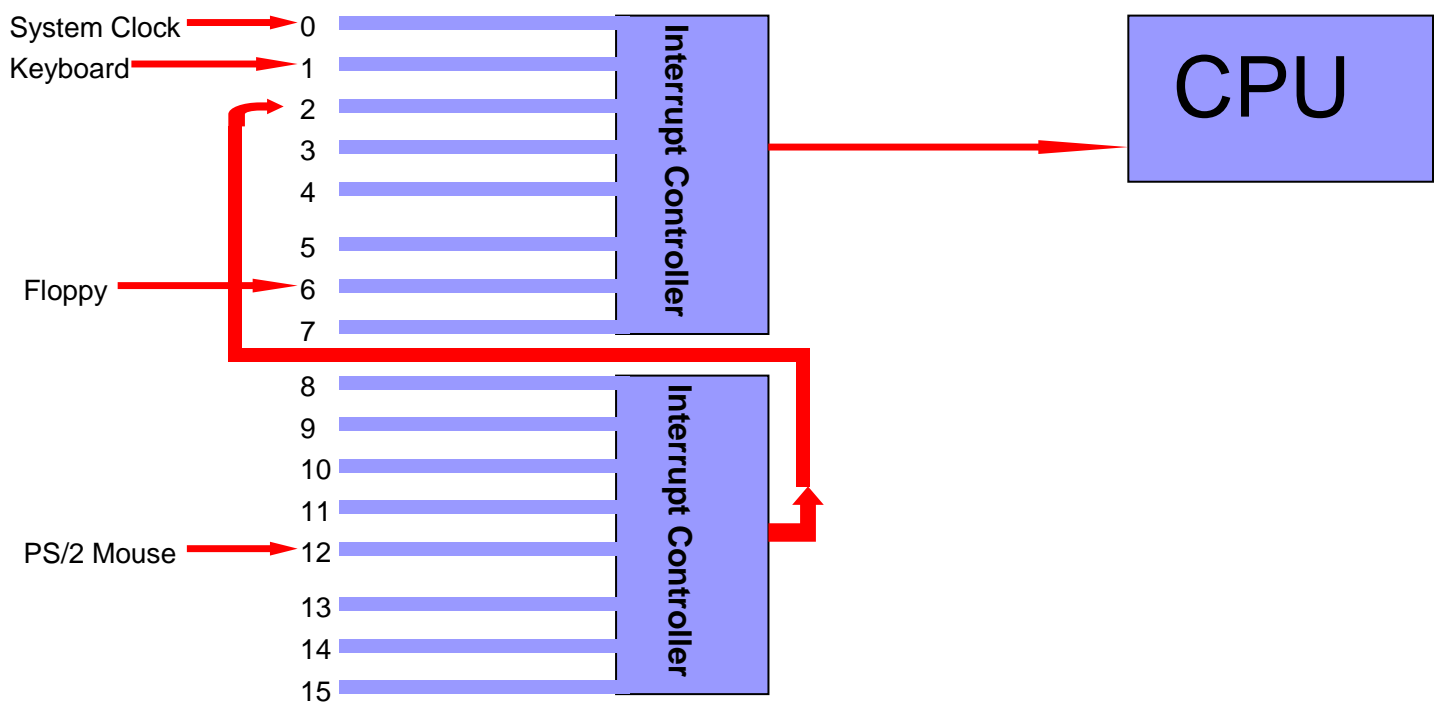 System Clock 0
Keyboard 1
2
3
4
5
Floppy 6
7
Interrupt Controller
CPU
8
9
10
11
PS/2 Mouse 12
13
14
15
Interrupt Controller